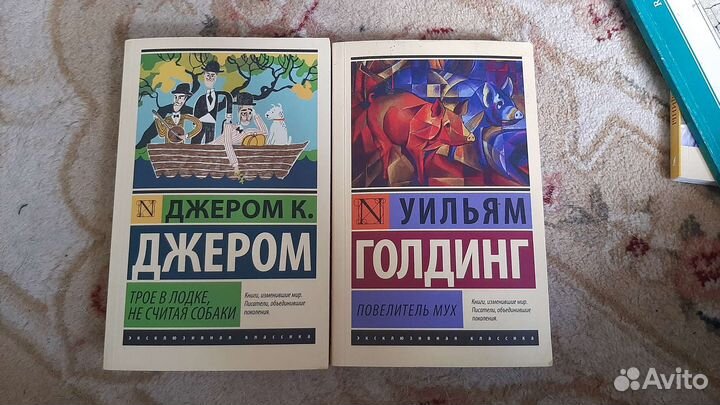 N ДЖЕРОМ К.
ДЖЕРОМ
ТРОЕ В ЛОДКЕ,
НЕ СЧИТАЯ СОБАКИ
Книги, изменившие мир.
Писатели, объединившие
поколения.
эксклюзивная классика
N УИЛЬЯМ
ГОЛДИНГ
ПОВЕЛИТЕЛЬ МУХ
Книги, изменившие мир.
Писатели, объединившие
поколения.
эксклюзивная классика
Avito